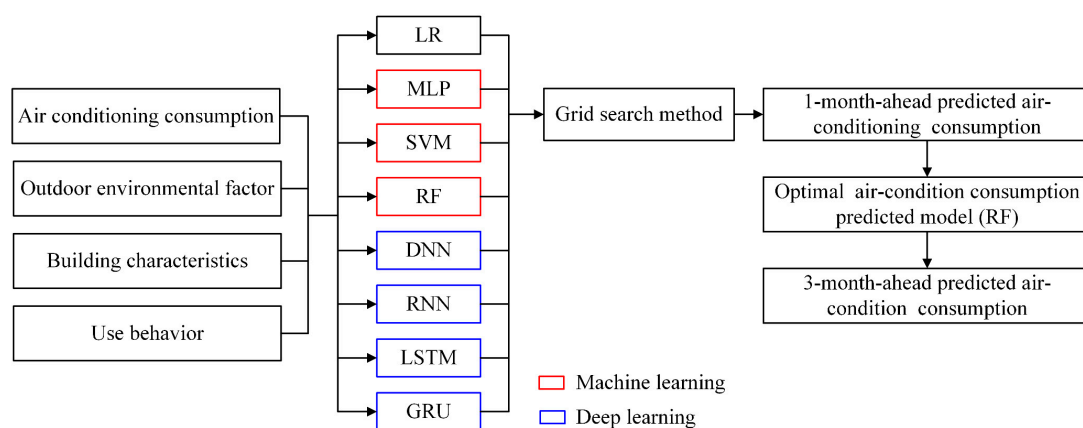 Air conditioning consumption
Outdoor environmental factor
Building characteristics
Use behavior
LR
MLP
SVM
RF
DNN
RNN
LSTM
GRU
Grid search method
1-month-ahead predicted air-
conditioning consumption
Optimal air-condition consumption
predicted model (RF)
3-month-ahead predicted air-
condition consumption
Machine learning
Deep learning